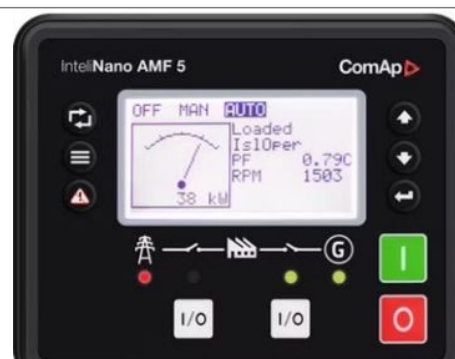 InteliNano AMF 5
ComAp
OFF MAN AUTO
Loaded
IslOper
PF 0.79C
RPM 1503
38 kW
G
I/O I/O
I
O